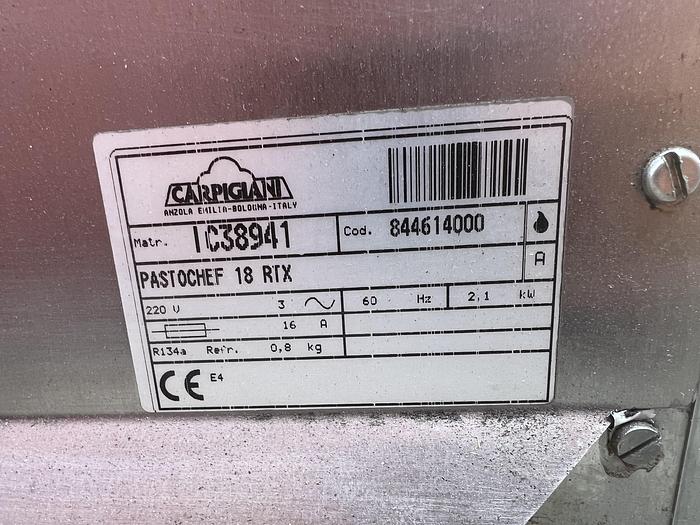 CARPIGIANI
ANZOLA EMILIA-BOLOGNA-ITALY
Matr. IC38941 Cod. 844614000
PASTOCHEF 18 RTX A
220 V 3 60 Hz 2,1 kW
16 A
R134a Refr. 0,8 kg
CE E4